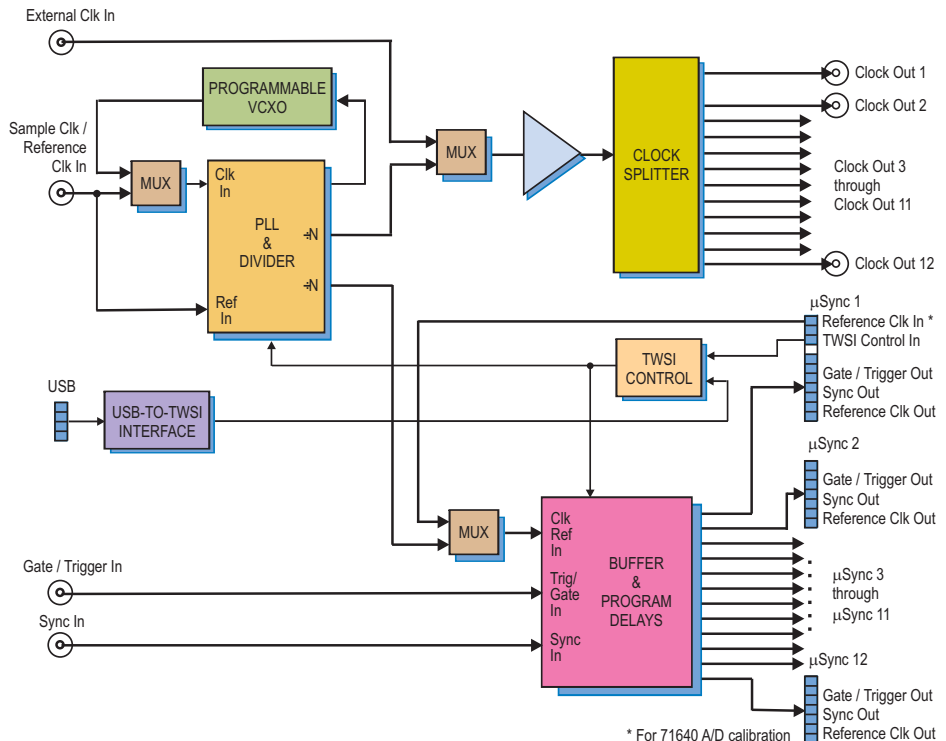 External Clk In
PROGRAMMABLE
VCXO
Sample Clk /
Reference
Clk In
MUX
Clk
In
PLL
&
DIVIDER
÷N
÷N
Ref
In
MUX
CLOCK
SPLITTER
Clock Out 1
Clock Out 2
Clock Out 3
through
Clock Out 11
Clock Out 12
µSync 1
Reference Clk In *
TWSI Control In
Gate / Trigger Out
Sync Out
Reference Clk Out
TWSI
CONTROL
USB
USB-TO-TWSI
INTERFACE
µSync 2
Gate / Trigger Out
Sync Out
Reference Clk Out
MUX
Clk
Ref
In
Trig/
Gate
In
Sync
In
BUFFER
&
PROGRAM
DELAYS
Gate / Trigger In
Sync In
µSync 3
through
µSync 11
µSync 12
Gate / Trigger Out
Sync Out
Reference Clk Out
* For 71640 A/D calibration